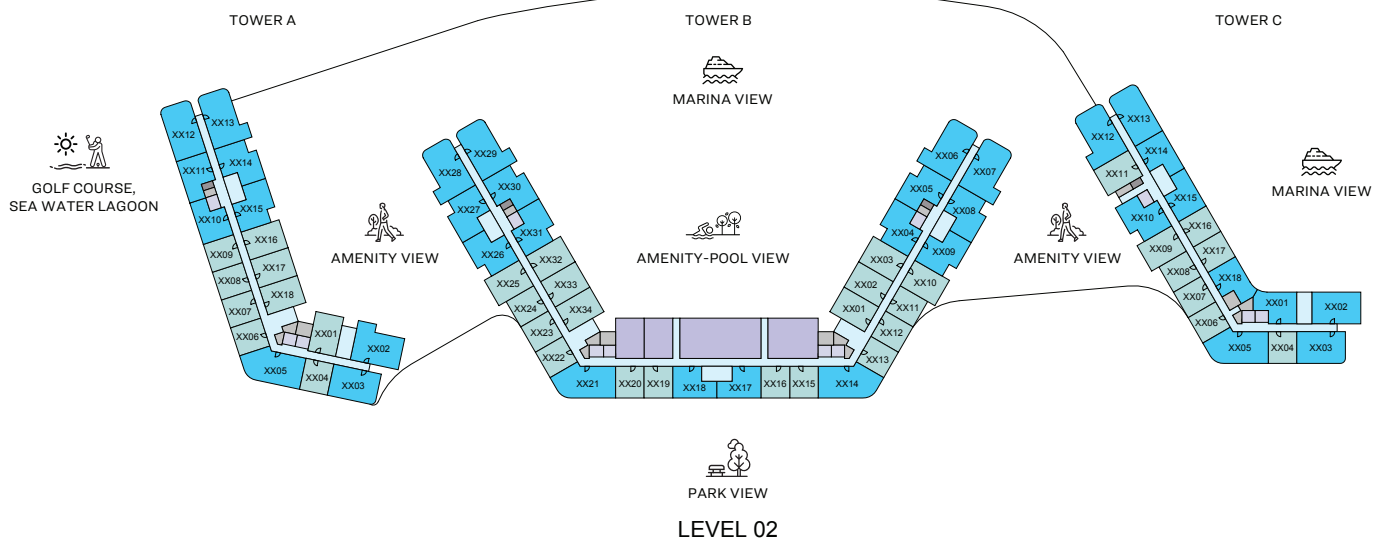 TOWER A
TOWER B
TOWER C
MARINA VIEW
GOLF COURSE,
SEA WATER LAGOON
AMENITY VIEW
AMENITY-POOL VIEW
AMENITY VIEW
MARINA VIEW
PARK VIEW
LEVEL 02
XX12
XX13
XX11
XX14
XX10
XX15
XX09
XX16
XX08
XX17
XX07
XX18
XX06
XX01
XX02
XX05
XX04
XX03
XX28
XX29
XX27
XX30
XX26
XX31
XX25
XX32
XX24
XX33
XX23
XX34
XX22
XX21
XX20
XX19
XX18
XX17
XX16
XX15
XX14
XX06
XX07
XX05
XX08
XX04
XX09
XX03
XX10
XX02
XX11
XX01
XX12
XX13
XX12
XX13
XX11
XX14
XX10
XX15
XX09
XX16
XX08
XX17
XX07
XX18
XX06
XX01
XX02
XX05
XX04
XX03